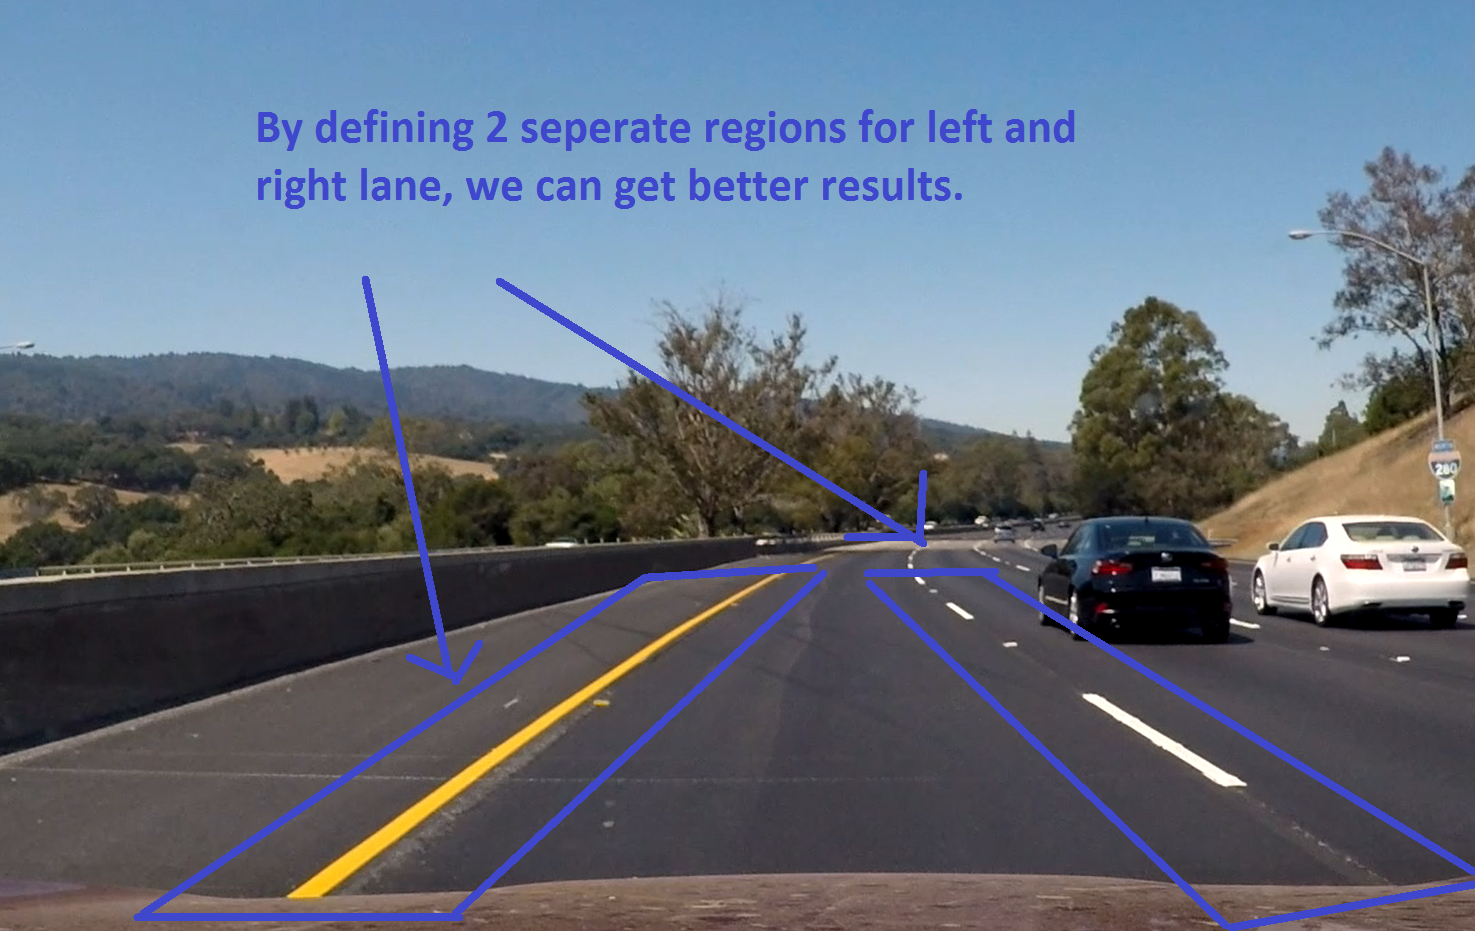 By defining 2 seperate regions for left and
right lane, we can get better results.
280